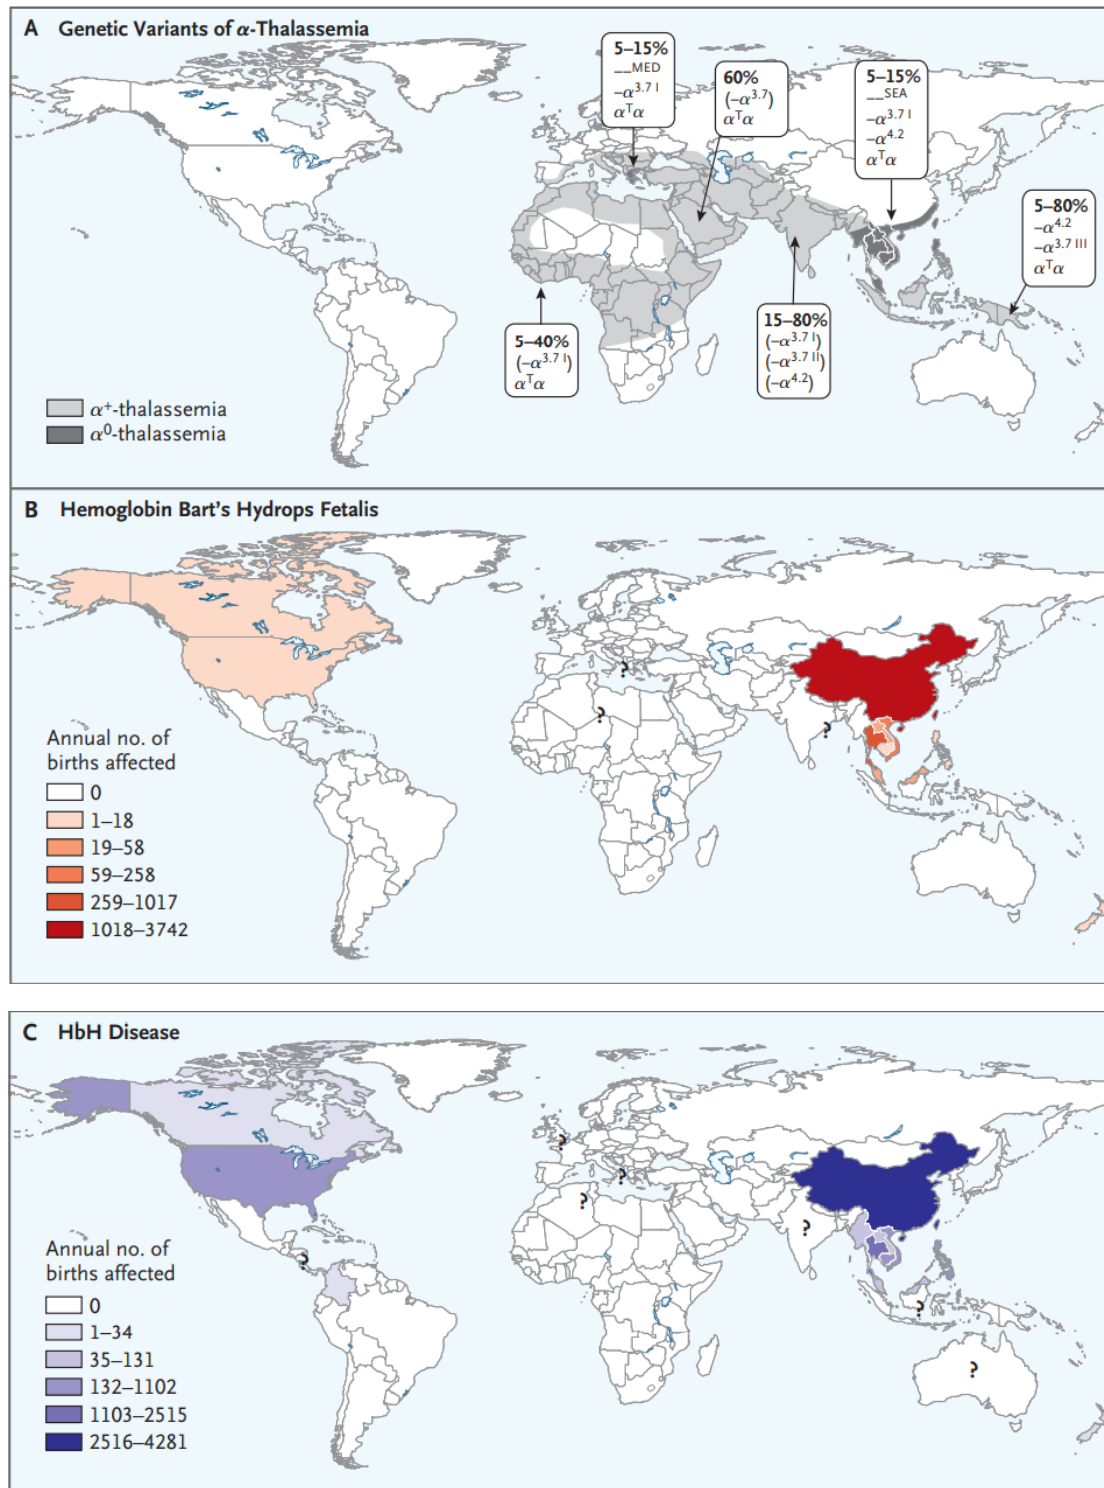 A Genetic Variants of α-Thalassemia
5–15%
__MED
-α3.7 I
αTα
60%
(-α3.7)
αTα
5–15%
__SEA
-α3.7 I
-α4.2
αTα
5–80%
-α4.2
-α3.7 III
αTα
5–40%
(-α3.7 I)
αTα
15–80%
(-α3.7 I)
(-α3.7 II)
(-α4.2)
α+-thalassemia
α0-thalassemia
B Hemoglobin Bart's Hydrops Fetalis
?
?
?
Annual no. of
births affected
0
1–18
19–58
59–258
259–1017
1018–3742
C HbH Disease
?
?
?
?
?
?
?
Annual no. of
births affected
0
1–34
35–131
132–1102
1103–2515
2516–4281